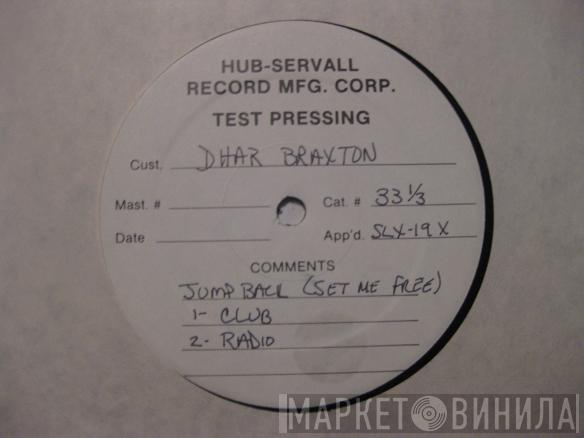 HUB-SERVALL
RECORD MFG. CORP.
TEST PRESSING
Cust. DHAR BRAXTON
Mast. # Cat. # 33 1/3
Date App'd. SLX-19X
COMMENTS
JUMP BACK (SET ME FREE)
1- CLUB
2- RADIO
МАРКЕТ ВИНИЛА